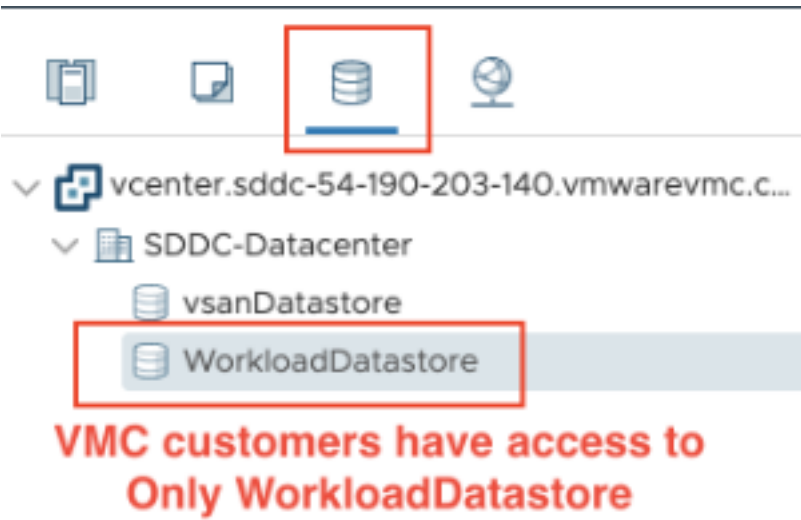 vcenter.sddc-54-190-203-140.vmwarevmc.c...
SDDC-Datacenter
vsanDatastore
WorkloadDatastore
VMC customers have access to
Only WorkloadDatastore